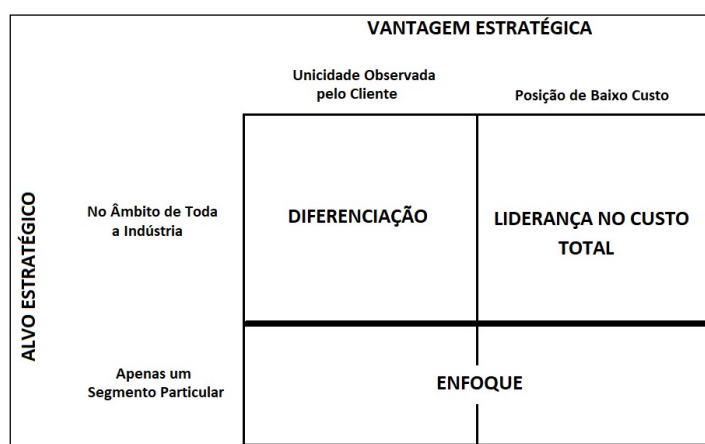 VANTAGEM ESTRATÉGICA
Unicidade Observada
pelo Cliente
Posição de Baixo Custo
ALVO ESTRATÉGICO
No Âmbito de Toda
a Indústria
DIFERENCIAÇÃO
LIDERANÇA NO CUSTO
TOTAL
Apenas um
Segmento Particular
ENFOQUE